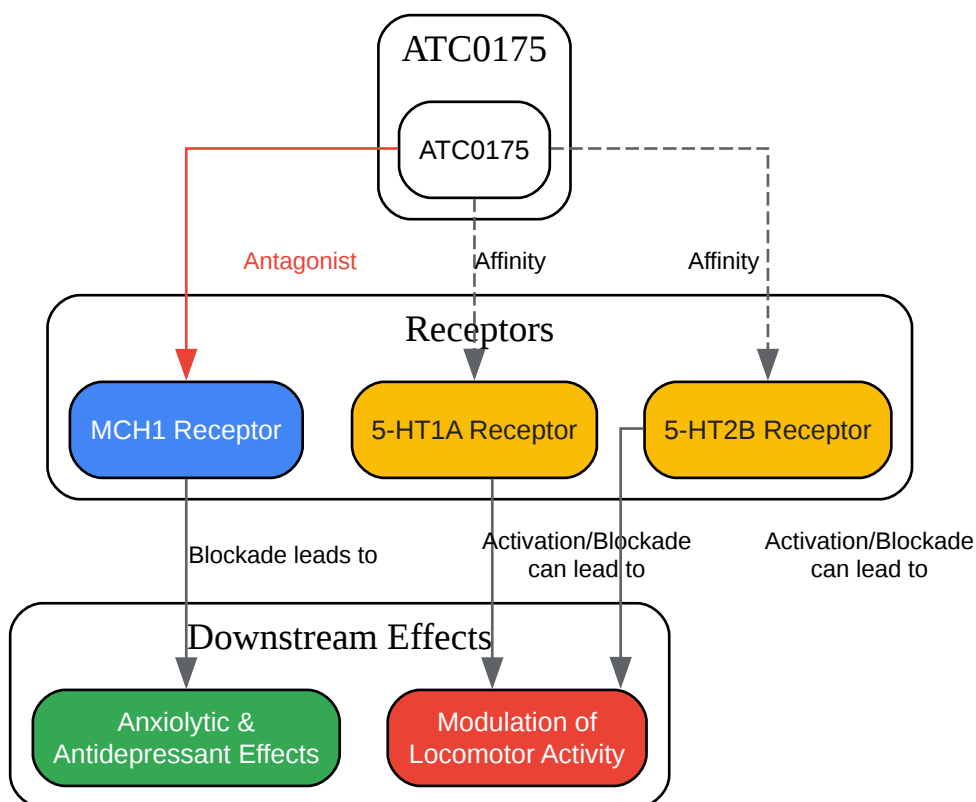 ATC0175
ATC0175
Antagonist
Affinity
Affinity
Receptors
MCH1 Receptor
5-HT1A Receptor
5-HT2B Receptor
Blockade leads to
Activation/Blockade
can lead to
Activation/Blockade
can lead to
Downstream Effects
Anxiolytic &
Antidepressant Effects
Modulation of
Locomotor Activity